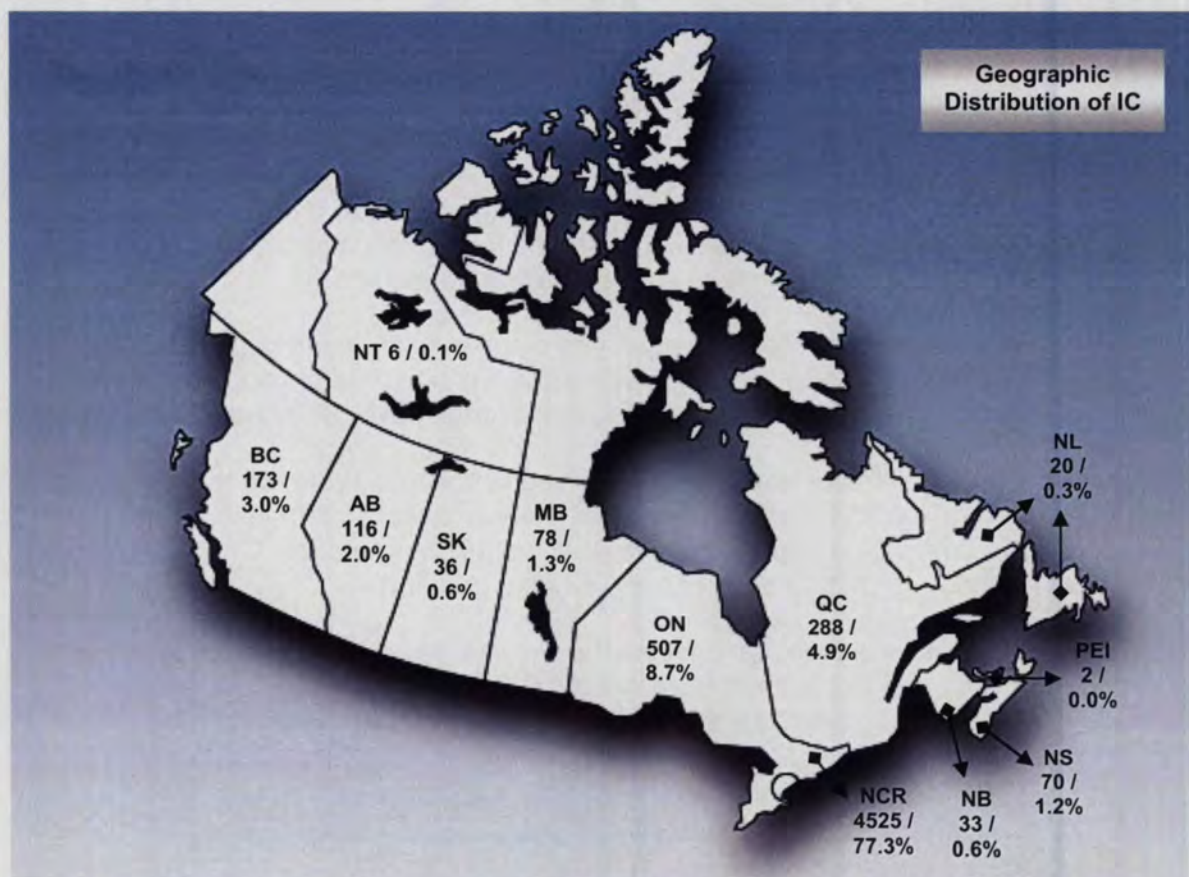 Geographic
Distribution of IC
NT 6 / 0.1%
BC
173 /
3.0%
AB
116 /
2.0%
SK
36 /
0.6%
MB
78 /
1.3%
ON
507 /
8.7%
QC
288 /
4.9%
NL
20 /
0.3%
PEI
2 /
0.0%
NS
70 /
1.2%
NB
33 /
0.6%
NCR
4525 /
77.3%